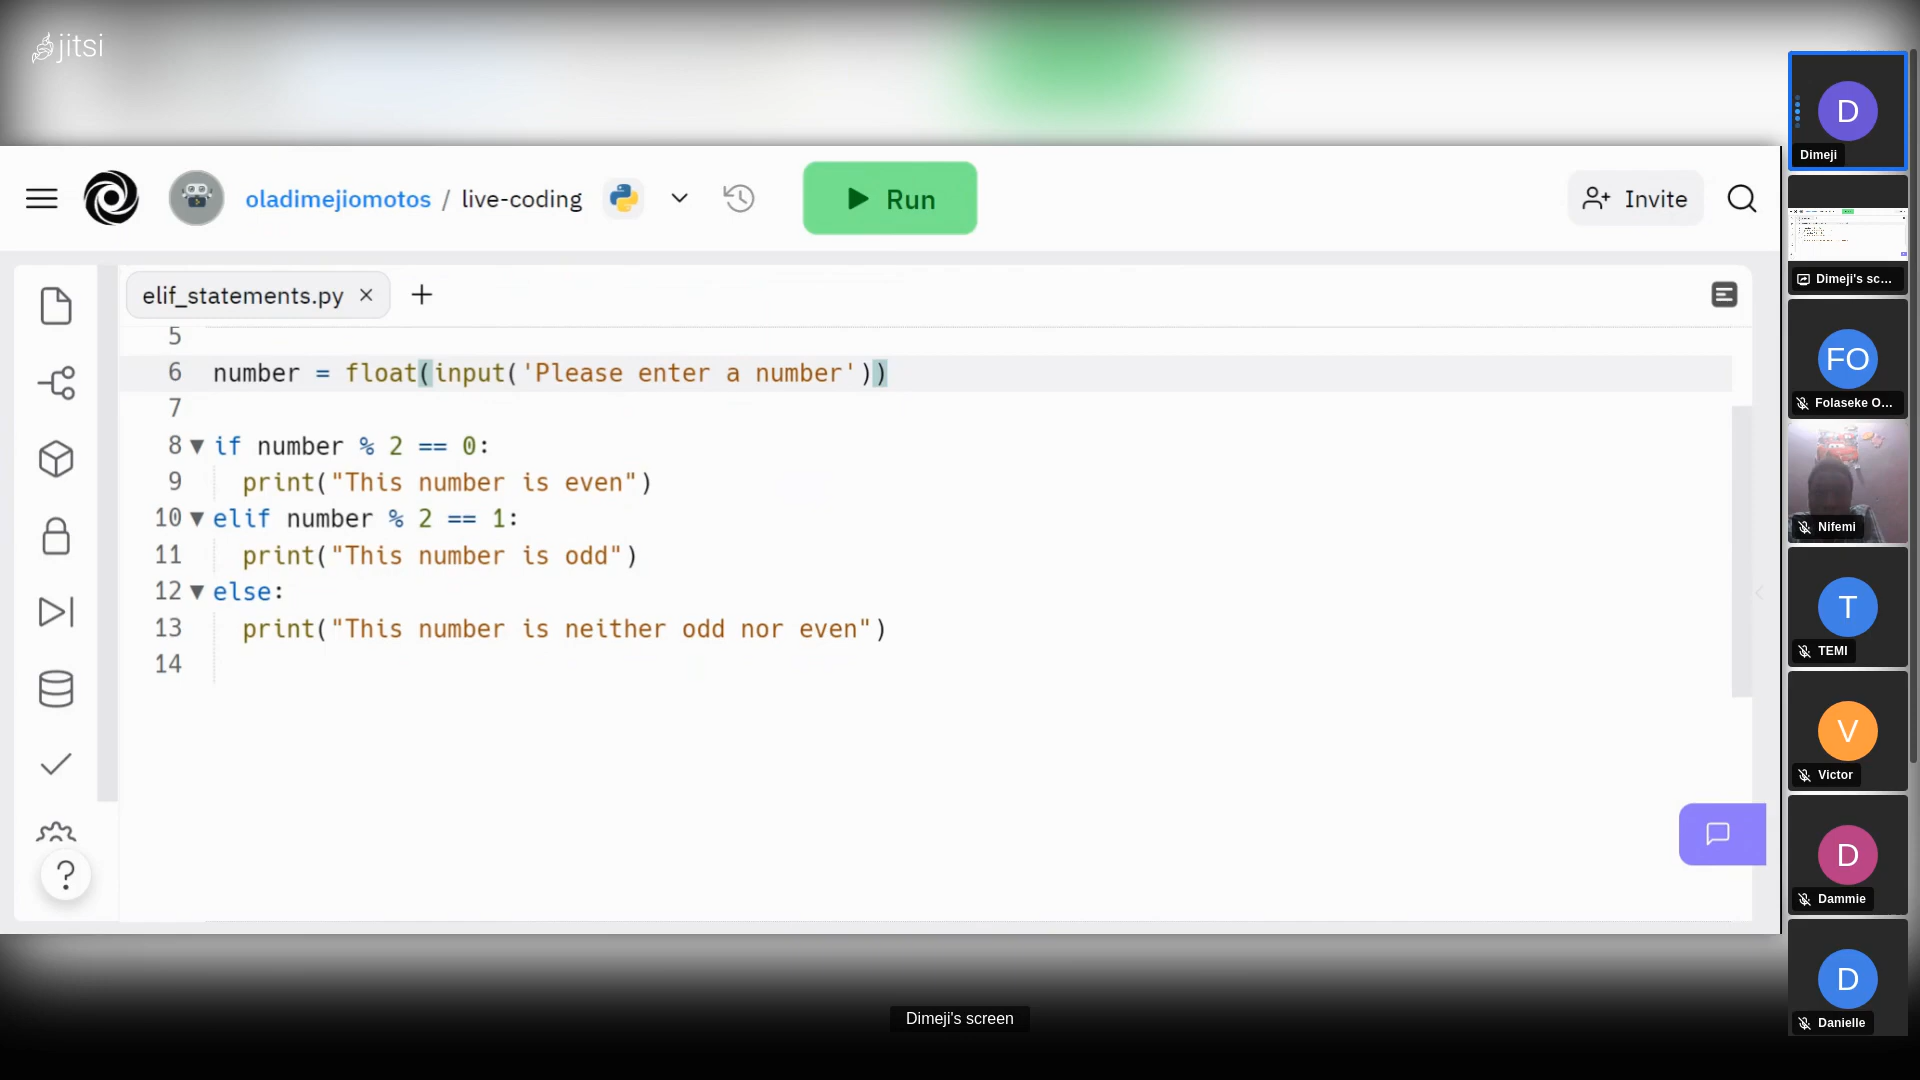 jitsi
oladimejiomotos / live-coding
Run
Invite
elif_statements.py × +
5
6 number = float(input('Please enter a number'))
7
8 ▼ if number % 2 == 0:
9 print("This number is even")
10 ▼ elif number % 2 == 1:
11 print("This number is odd")
12 ▼ else:
13 print("This number is neither odd nor even")
14
?
Dimeji's screen
D
Dimeji
Dimeji's sc...
FO
Folaseke O...
Nifemi
T
TEMI
V
Victor
D
Dammie
D
Danielle